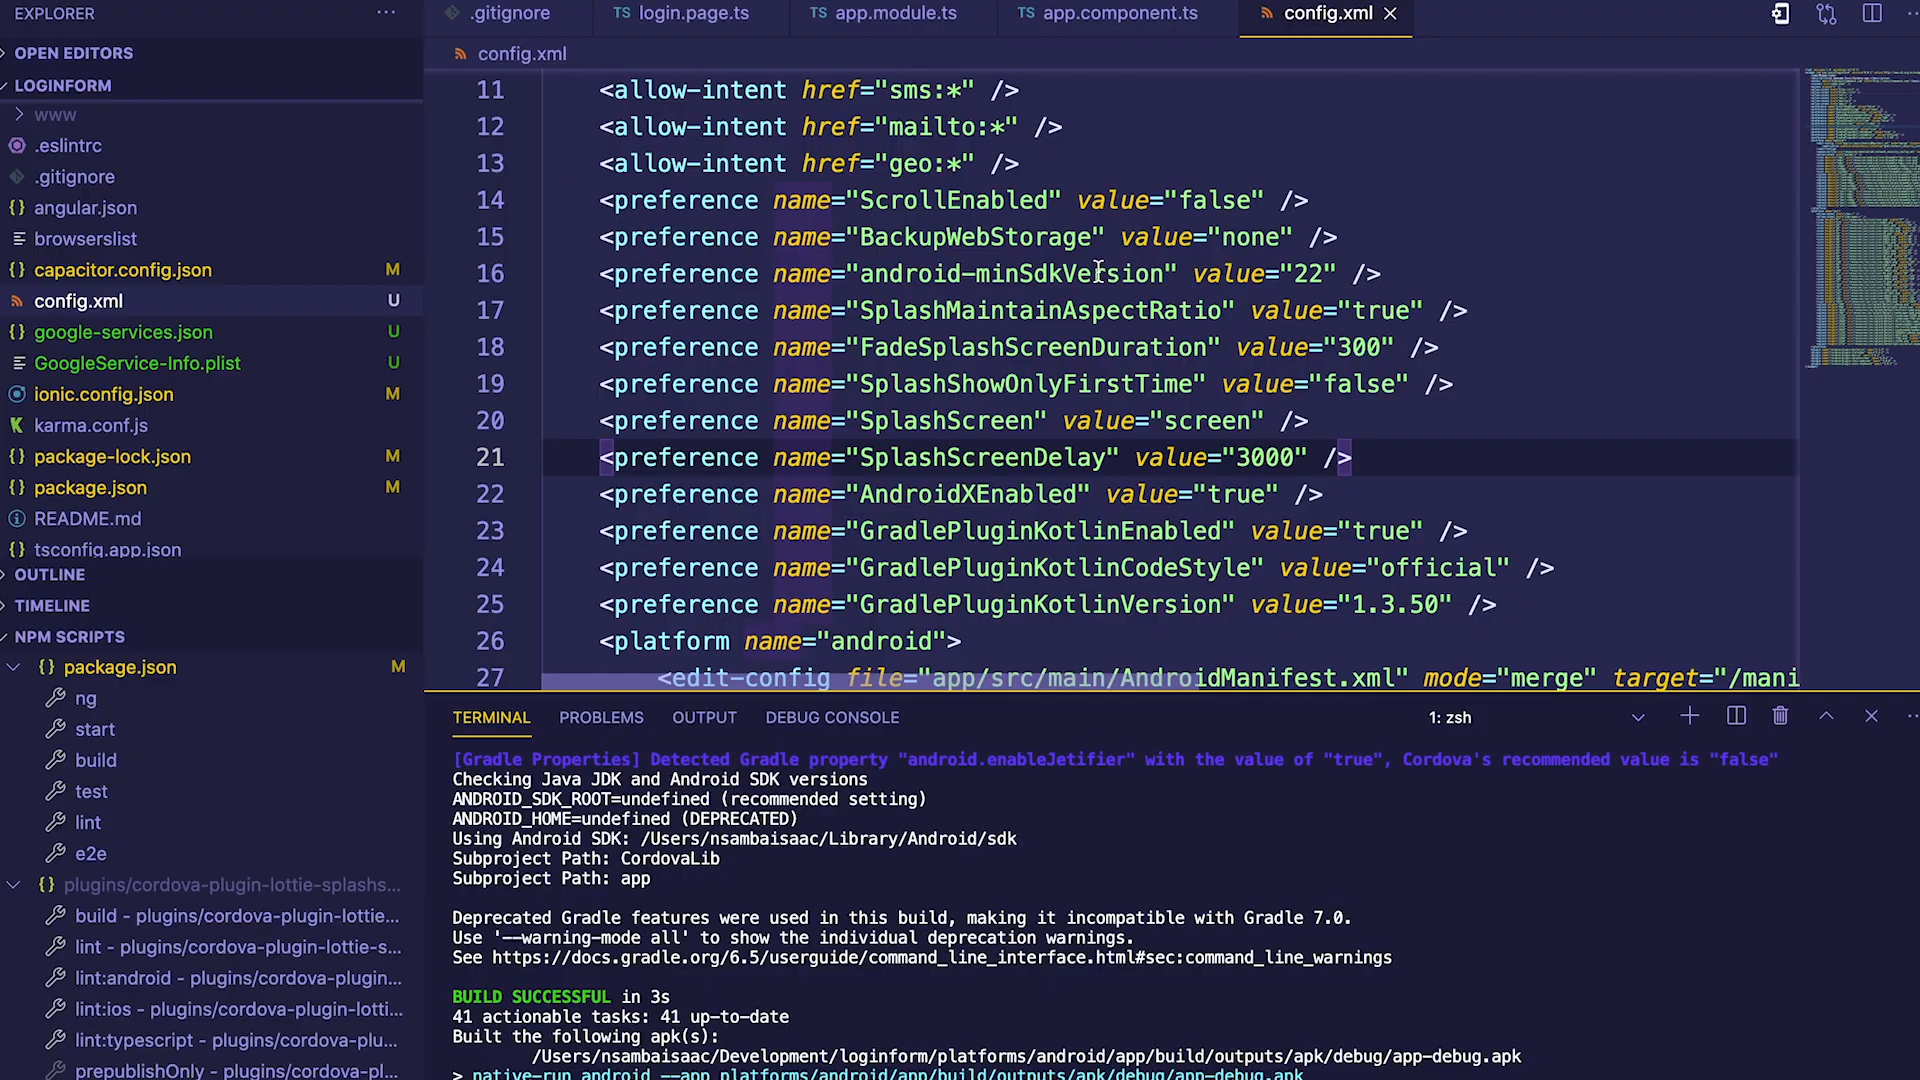 EXPLORER
OPEN EDITORS
LOGINFORM
www
.eslintrc
.gitignore
angular.json
browserslist
capacitor.config.json M
config.xml U
google-services.json U
GoogleService-Info.plist U
ionic.config.json M
karma.conf.js
package-lock.json M
package.json M
README.md
tsconfig.app.json
OUTLINE
TIMELINE
NPM SCRIPTS
package.json M
ng
start
build
test
lint
e2e
plugins/cordova-plugin-lottie-splashs...
build - plugins/cordova-plugin-lottie...
lint - plugins/cordova-plugin-lottie-s...
lint:android - plugins/cordova-plugin...
lint:ios - plugins/cordova-plugin-lotti...
lint:typescript - plugins/cordova-plu...
prepublishOnly - plugins/cordova-pl...
.gitignore TS login.page.ts TS app.module.ts TS app.component.ts config.xml
config.xml
11 <allow-intent href="sms:*" />
12 <allow-intent href="mailto:*" />
13 <allow-intent href="geo:*" />
14 <preference name="ScrollEnabled" value="false" />
15 <preference name="BackupWebStorage" value="none" />
16 <preference name="android-minSdkVersion" value="22" />
17 <preference name="SplashMaintainAspectRatio" value="true" />
18 <preference name="FadeSplashScreenDuration" value="300" />
19 <preference name="SplashShowOnlyFirstTime" value="false" />
20 <preference name="SplashScreen" value="screen" />
21 <preference name="SplashScreenDelay" value="3000" />
22 <preference name="AndroidXEnabled" value="true" />
23 <preference name="GradlePluginKotlinEnabled" value="true" />
24 <preference name="GradlePluginKotlinCodeStyle" value="official" />
25 <preference name="GradlePluginKotlinVersion" value="1.3.50" />
26 <platform name="android">
27 <edit-config file="app/src/main/AndroidManifest.xml" mode="merge" target="/mani
TERMINAL PROBLEMS OUTPUT DEBUG CONSOLE 1: zsh
[Gradle Properties] Detected Gradle property "android.enableJetifier" with the value of "true", Cordova's recommended value is "false"
Checking Java JDK and Android SDK versions
ANDROID_SDK_ROOT=undefined (recommended setting)
ANDROID_HOME=undefined (DEPRECATED)
Using Android SDK: /Users/nsambaisaac/Library/Android/sdk
Subproject Path: CordovaLib
Subproject Path: app
Deprecated Gradle features were used in this build, making it incompatible with Gradle 7.0.
Use '--warning-mode all' to show the individual deprecation warnings.
See https://docs.gradle.org/6.5/userguide/command_line_interface.html#sec:command_line_warnings
BUILD SUCCESSFUL in 3s
41 actionable tasks: 41 up-to-date
Built the following apk(s):
/Users/nsambaisaac/Development/loginform/platforms/android/app/build/outputs/apk/debug/app-debug.apk
> native-run android --app platforms/android/app/build/outputs/apk/debug/app-debug.apk